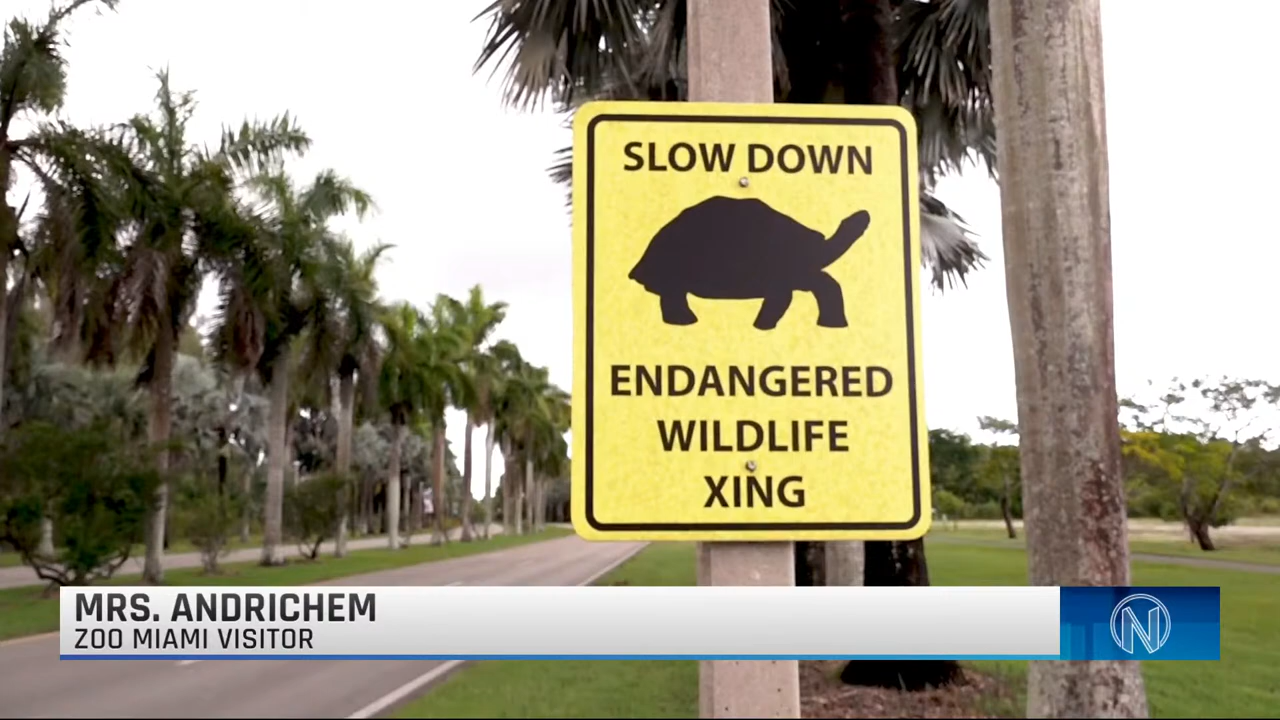 SLOW DOWN
ENDANGERED
WILDLIFE
XING
MRS. ANDRICHEM
ZOO MIAMI VISITOR
N